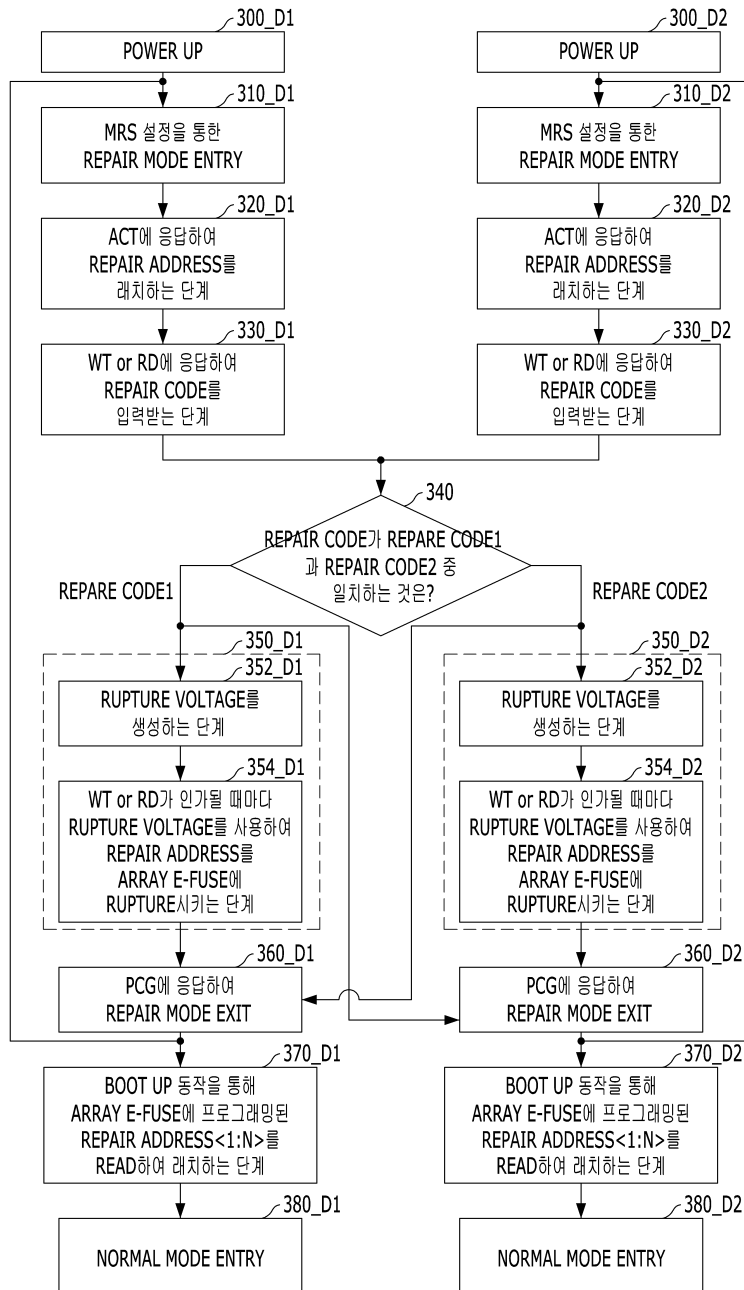 300_D1
POWER UP
310_D1
MRS 설정을 통한
REPAIR MODE ENTRY
320_D1
ACT에 응답하여
REPAIR ADDRESS를
래치하는 단계
330_D1
WT or RD에 응답하여
REPAIR CODE를
입력받는 단계
300_D2
POWER UP
310_D2
MRS 설정을 통한
REPAIR MODE ENTRY
320_D2
ACT에 응답하여
REPAIR ADDRESS를
래치하는 단계
330_D2
WT or RD에 응답하여
REPAIR CODE를
입력받는 단계
340
REPAIR CODE가 REPARE CODE1
과 REPAIR CODE2 중
일치하는 것은?
REPARE CODE1
REPARE CODE2
350_D1
352_D1
RUPTURE VOLTAGE를
생성하는 단계
354_D1
WT or RD가 인가될 때마다
RUPTURE VOLTAGE를 사용하여
REPAIR ADDRESS를
ARRAY E-FUSE에
RUPTURE시키는 단계
360_D1
PCG에 응답하여
REPAIR MODE EXIT
370_D1
BOOT UP 동작을 통해
ARRAY E-FUSE에 프로그래밍된
REPAIR ADDRESS<1:N>를
READ하여 래치하는 단계
380_D1
NORMAL MODE ENTRY
350_D2
352_D2
RUPTURE VOLTAGE를
생성하는 단계
354_D2
WT or RD가 인가될 때마다
RUPTURE VOLTAGE를 사용하여
REPAIR ADDRESS를
ARRAY E-FUSE에
RUPTURE시키는 단계
360_D2
PCG에 응답하여
REPAIR MODE EXIT
370_D2
BOOT UP 동작을 통해
ARRAY E-FUSE에 프로그래밍된
REPAIR ADDRESS<1:N>를
READ하여 래치하는 단계
380_D2
NORMAL MODE ENTRY